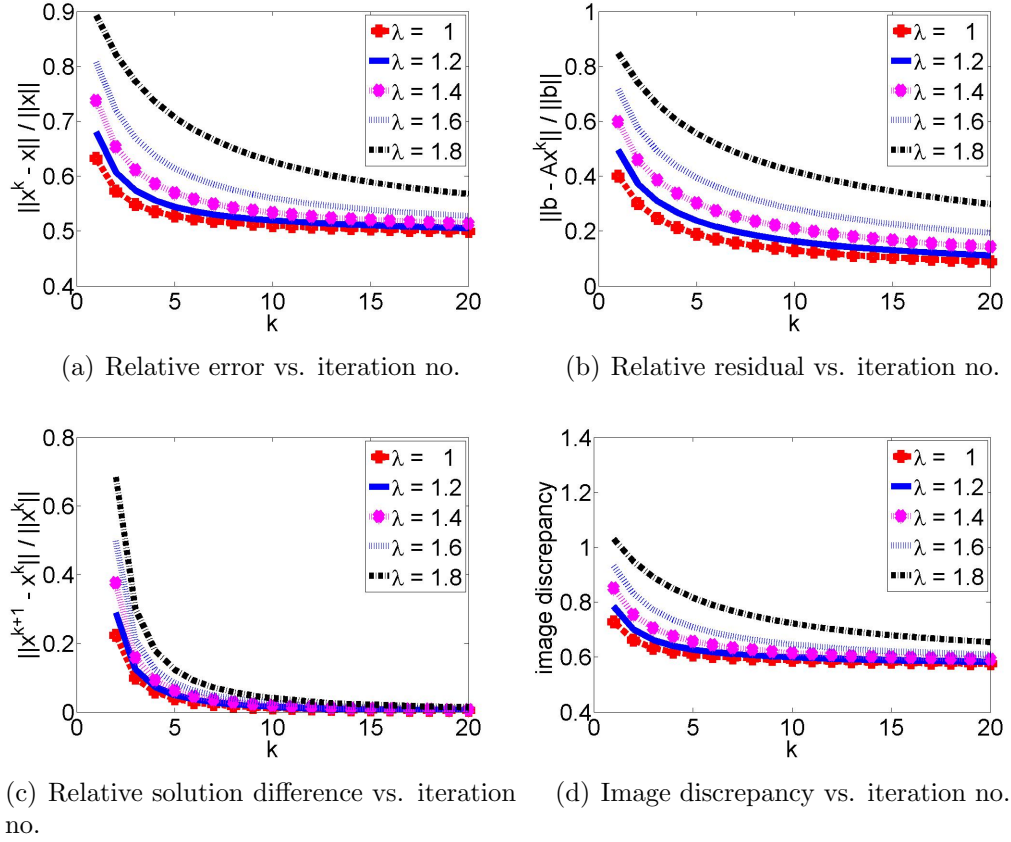 0.9
0.8
0.7
0.6
0.5
0.4
0 5 10 15 20
k
||x^k - x|| / ||x||
λ = 1
λ = 1.2
λ = 1.4
λ = 1.6
λ = 1.8
(a) Relative error vs. iteration no.
1
0.8
0.6
0.4
0.2
0
0 5 10 15 20
k
||b - Ax^k|| / ||b||
λ = 1
λ = 1.2
λ = 1.4
λ = 1.6
λ = 1.8
(b) Relative residual vs. iteration no.
0.8
0.6
0.4
0.2
0
0 5 10 15 20
k
||x^{k+1} - x^k|| / ||x^k||
λ = 1
λ = 1.2
λ = 1.4
λ = 1.6
λ = 1.8
(c) Relative solution difference vs. iteration
no.
1.4
1.2
1
0.8
0.6
0.4
0 5 10 15 20
k
image discrepancy
λ = 1
λ = 1.2
λ = 1.4
λ = 1.6
λ = 1.8
(d) Image discrepancy vs. iteration no.